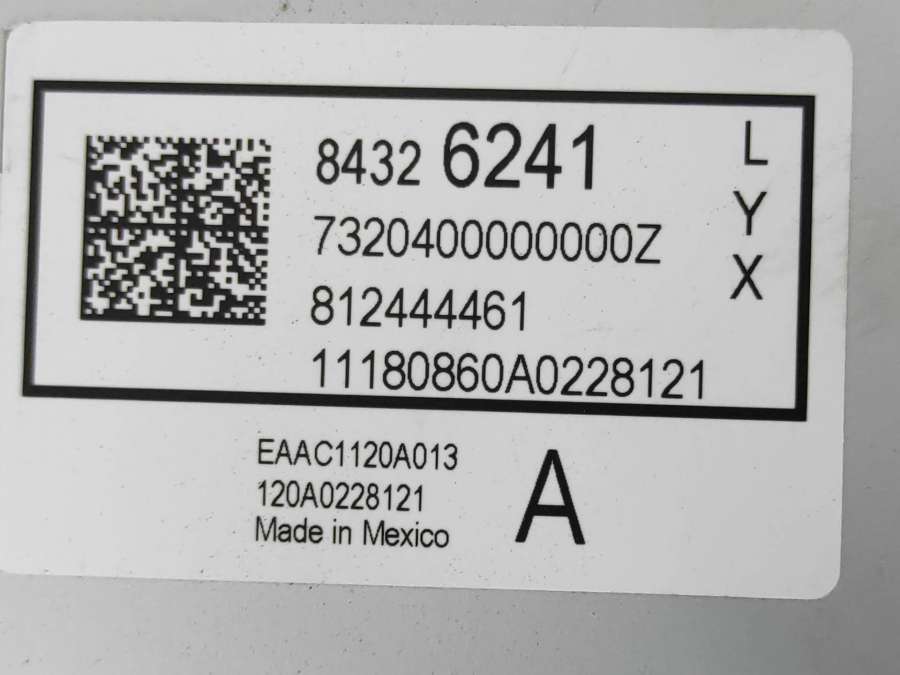 8432 6241
7320400000000Z
812444461
11180860A0228121
L
Y
X
EAAC1120A013
120A0228121
Made in Mexico
A